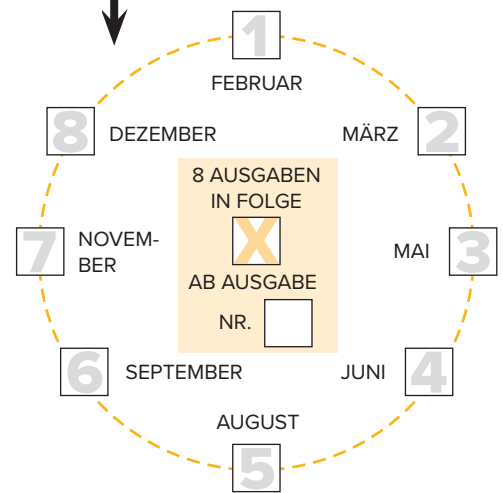 1
FEBRUAR
8
DEZEMBER
MÄRZ
2
8 AUSGABEN
IN FOLGE
X
AB AUSGABE
NR.
7
NOVEM-
BER
MAI
3
6
SEPTEMBER
JUNI
4
AUGUST
5